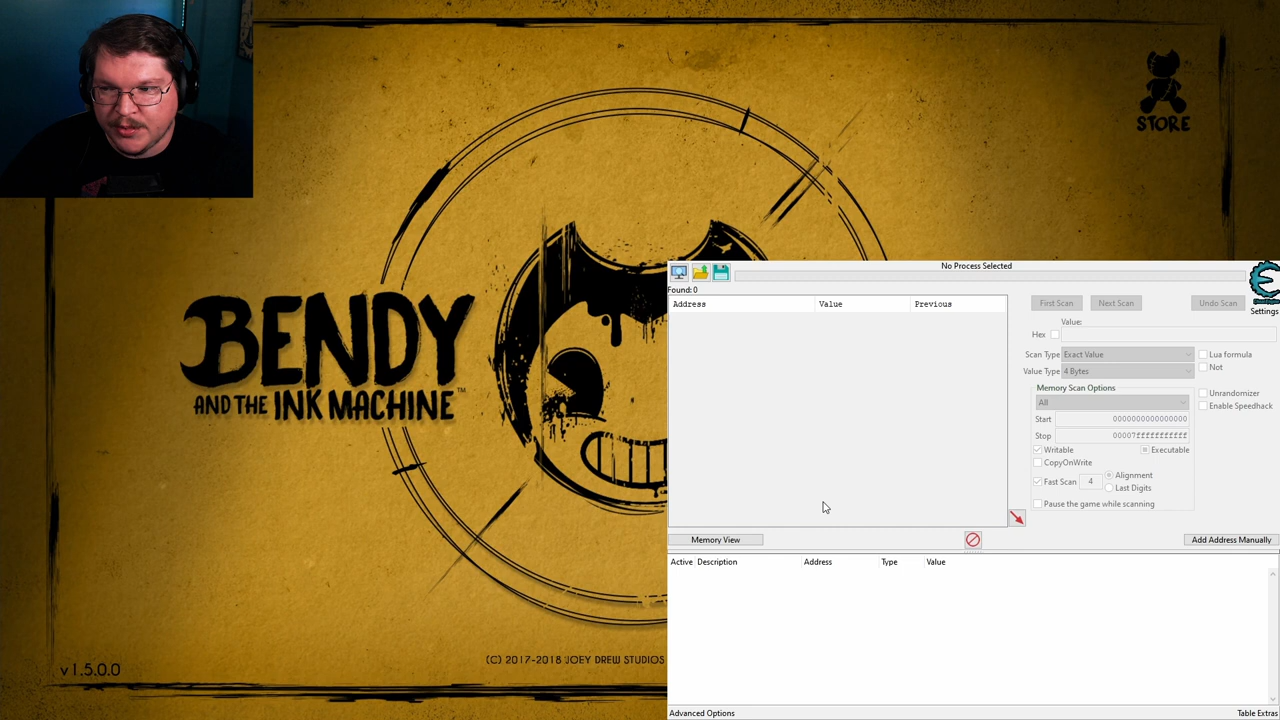 STORE
BENDY
AND THE INK MACHINE™
v1.5.0.0
(C) 2017-2018 JOEY DREW STUDIOS
No Process Selected
Found: 0
Address Value Previous
First Scan Next Scan Undo Scan
Settings
Value:
Hex
Scan Type Exact Value
Lua formula
Not
Value Type 4 Bytes
Memory Scan Options
All
Unrandomizer
Enable Speedhack
Start 0000000000000000
Stop 00007fffffffffff
Writable Executable
CopyOnWrite
Fast Scan 4 Alignment
Last Digits
Pause the game while scanning
Memory View Add Address Manually
Active Description Address Type Value
Advanced Options Table Extras